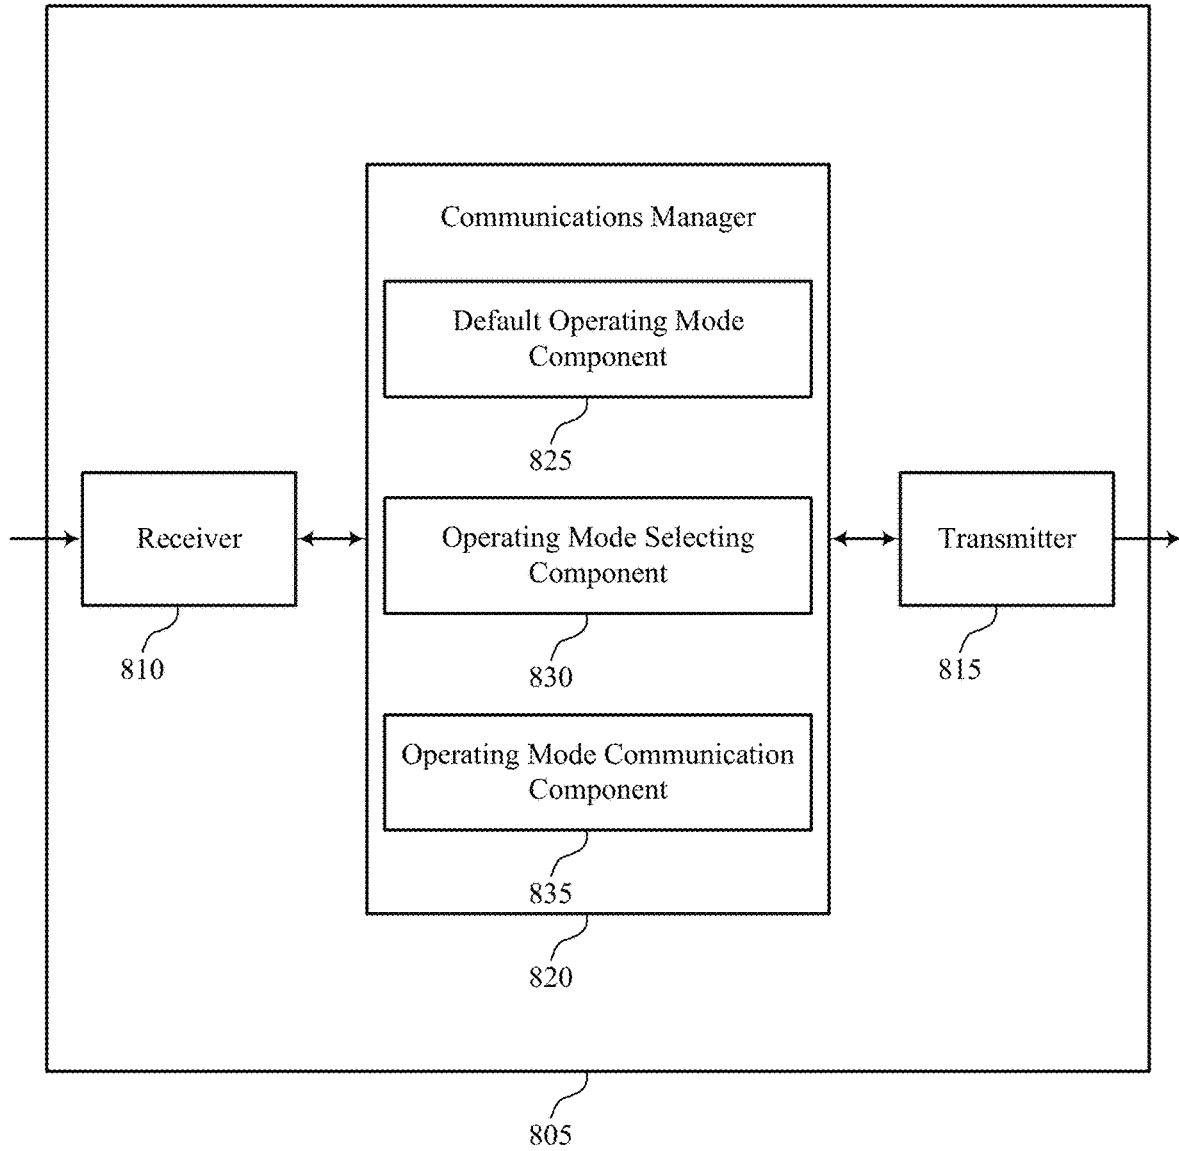 Communications Manager
Default Operating Mode
Component
825
Receiver
810
Operating Mode Selecting
Component
830
Transmitter
815
Operating Mode Communication
Component
835
820
805